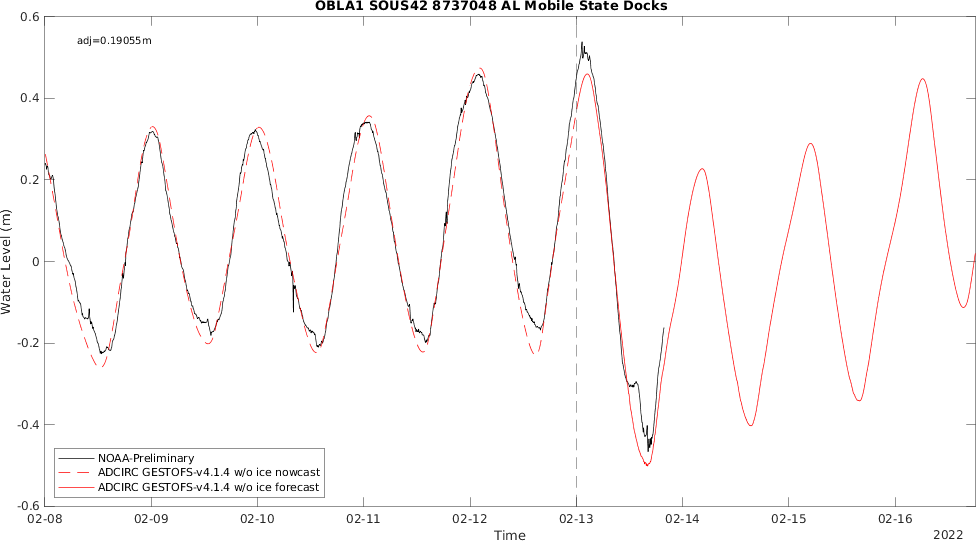 OBLA1 SOUS42 8737048 AL Mobile State Docks
adj=0.19055m
0.6
0.4
0.2
0
-0.2
-0.4
-0.6
Water Level (m)
NOAA-Preliminary
ADCIRC GESTOFS-v4.1.4 w/o ice nowcast
ADCIRC GESTOFS-v4.1.4 w/o ice forecast
02-08 02-09 02-10 02-11 02-12 02-13 02-14 02-15 02-16
Time
2022